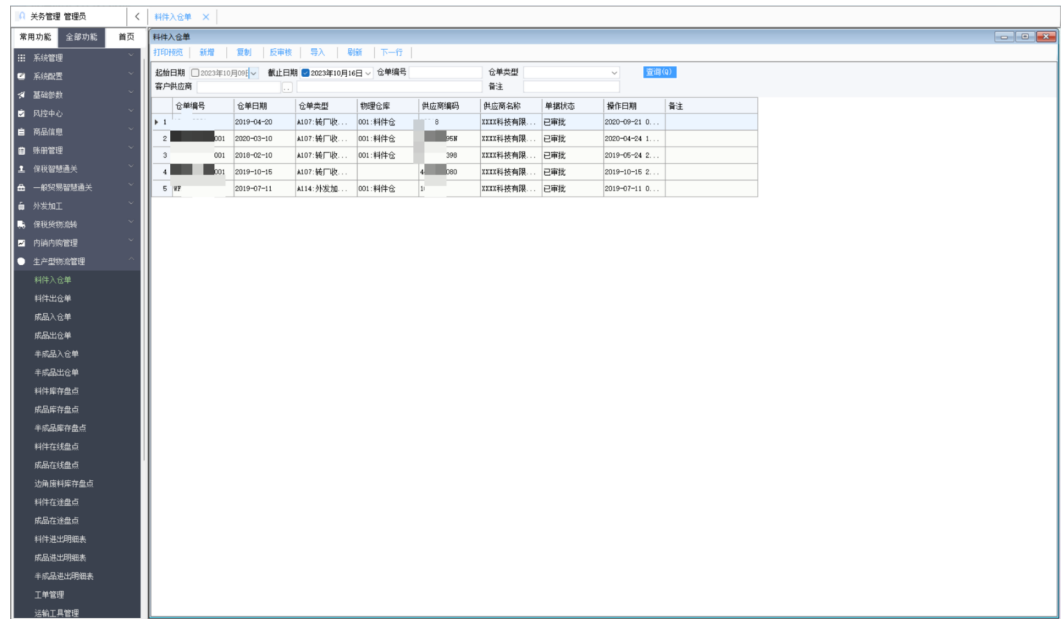 关务管理 管理员
料件入仓单
常用功能 全部功能 首页
料件入仓单
系统管理
系统配置
基础参数
风控中心
商品信息
账册管理
保税智慧通关
一般贸易智慧通关
外发加工
保税货物流转
内销内购管理
生产型物流管理
料件入仓单
料件出仓单
成品入仓单
成品出仓单
半成品入仓单
半成品出仓单
料件库存盘点
成品库存盘点
半成品库存盘点
料件在线盘点
成品在线盘点
边角废料库存盘点
料件在途盘点
成品在途盘点
料件进出明细表
成品进出明细表
半成品进出明细表
工单管理
运输工具管理
打印预览 新增 复制 反审核 导入 刷新 下一行
起始日期 2023年10月09日 截止日期 2023年10月16日 仓单编号 仓单类型 查询(Q)
客户供应商 ... 备注
仓单编号 仓单日期 仓单类型 物理仓库 供应商编码 供应商名称 单据状态 操作日期 备注
1 2019-04-20 A107:转厂收... 001:料件仓 8 XXXX科技有限... 已审批 2020-09-21 0...
2 001 2020-03-10 A107:转厂收... 001:料件仓 95N XXXX科技有限... 已审批 2020-04-24 1...
3 001 2018-02-10 A107:转厂收... 001:料件仓 398 XXXX科技有限... 已审批 2019-05-24 2...
4 001 2019-10-15 A107:转厂收... 4 080 XXXX科技有限... 已审批 2019-10-15 2...
5 WF 2019-07-11 A114:外发加... 001:料件仓 XXXX科技有限... 已审批 2019-07-11 0...